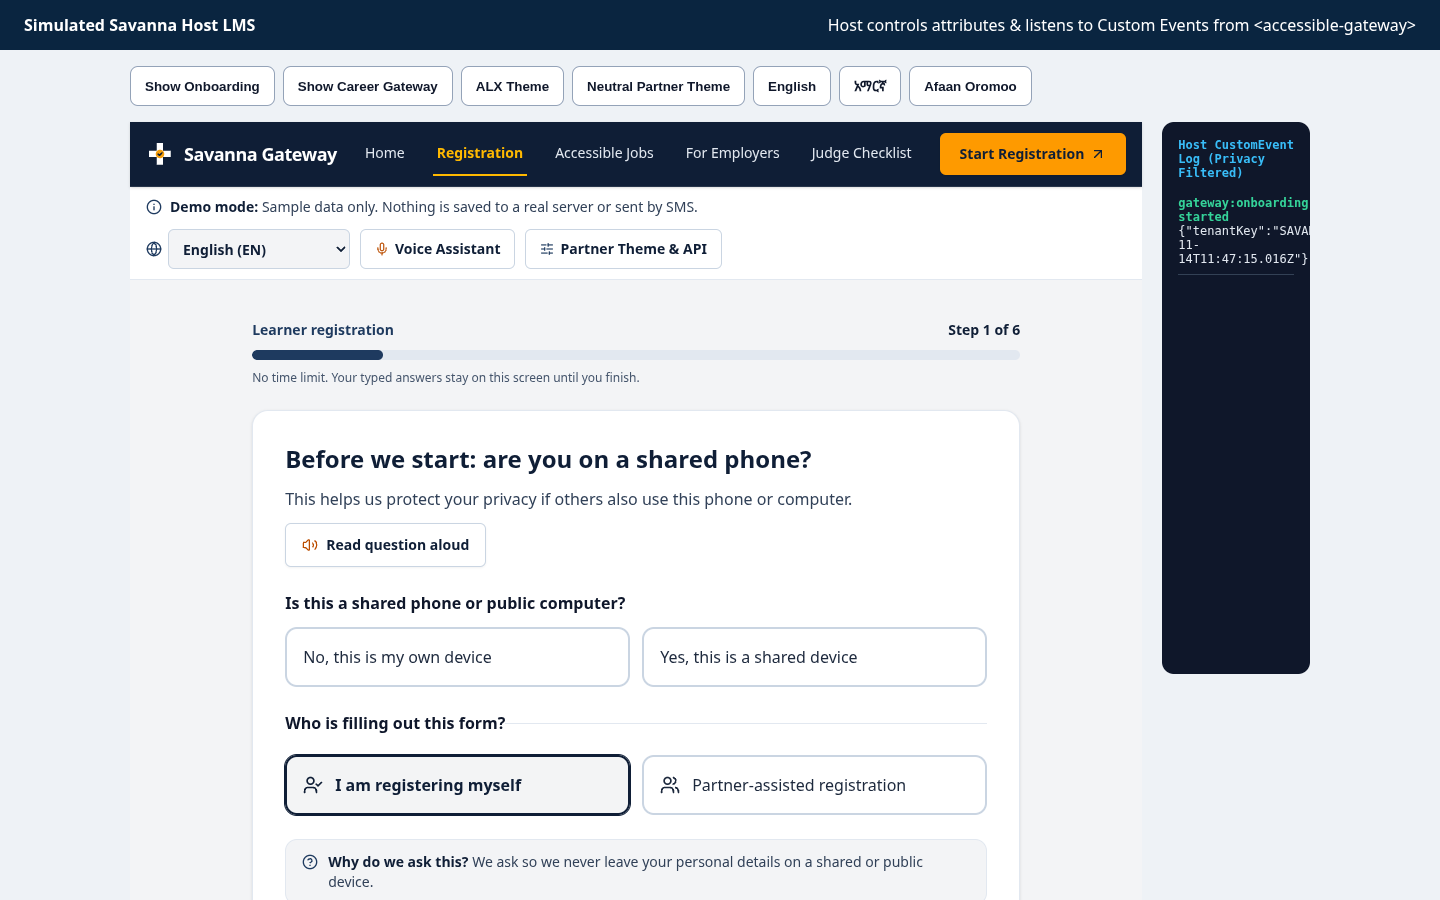 Simulated Savanna Host LMS
Host controls attributes & listens to Custom Events from <accessible-gateway>
Show Onboarding
Show Career Gateway
ALX Theme
Neutral Partner Theme
English
አማርኛ
Afaan Oromoo
Savanna Gateway
Home
Registration
Accessible Jobs
For Employers
Judge Checklist
Start Registration
Demo mode: Sample data only. Nothing is saved to a real server or sent by SMS.
English (EN)
Voice Assistant
Partner Theme & API
Learner registration
Step 1 of 6
No time limit. Your typed answers stay on this screen until you finish.
Before we start: are you on a shared phone?
This helps us protect your privacy if others also use this phone or computer.
Read question aloud
Is this a shared phone or public computer?
No, this is my own device
Yes, this is a shared device
Who is filling out this form?
I am registering myself
Partner-assisted registration
Why do we ask this? We ask so we never leave your personal details on a shared or public
device.
Host CustomEvent
Log (Privacy
Filtered)
gateway:onboarding
started
{"tenantKey":"SAVA
11-
14T11:47:15.016Z"}